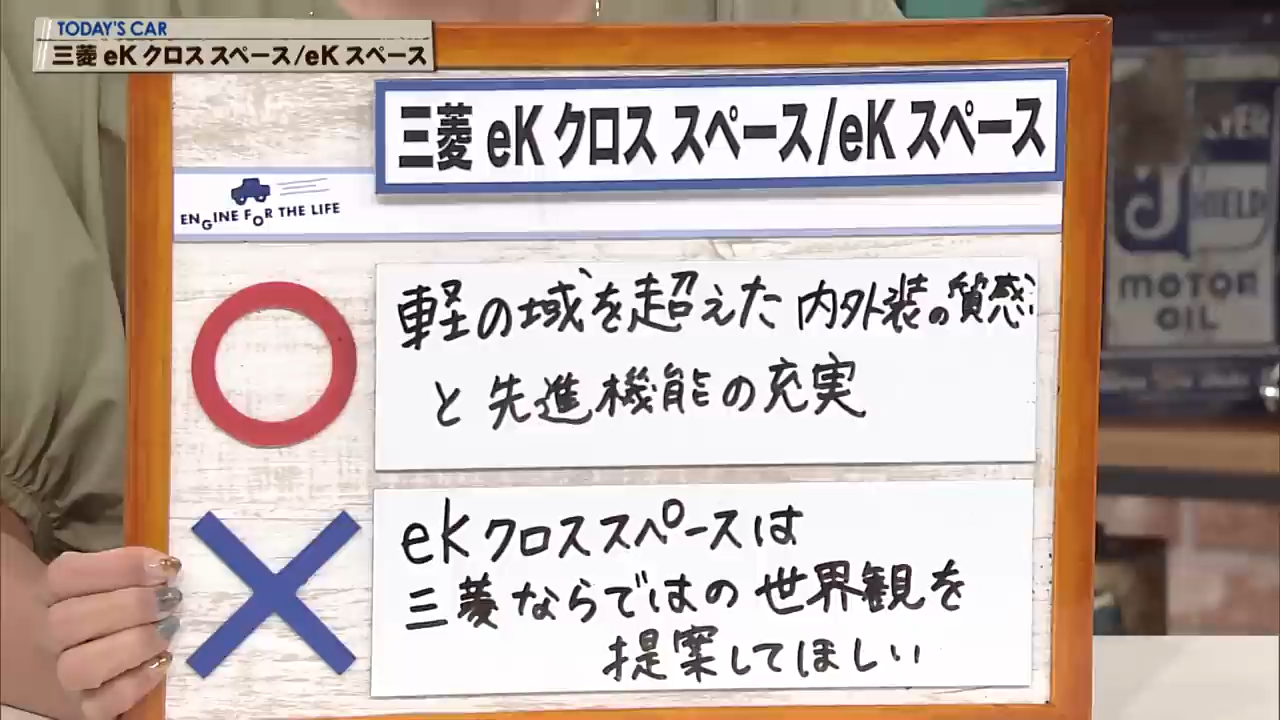 TODAY'S CAR
三菱 eK クロス スペース/eK スペース
三菱 eK クロス スペース/eK スペース
ENGINE FOR THE LIFE
軽の域を超えた 内外装の質感
と 先進機能の充実
ekクロススペースは
三菱ならではの世界観を
提案してほしい
SHIELD
MOTOR
OIL